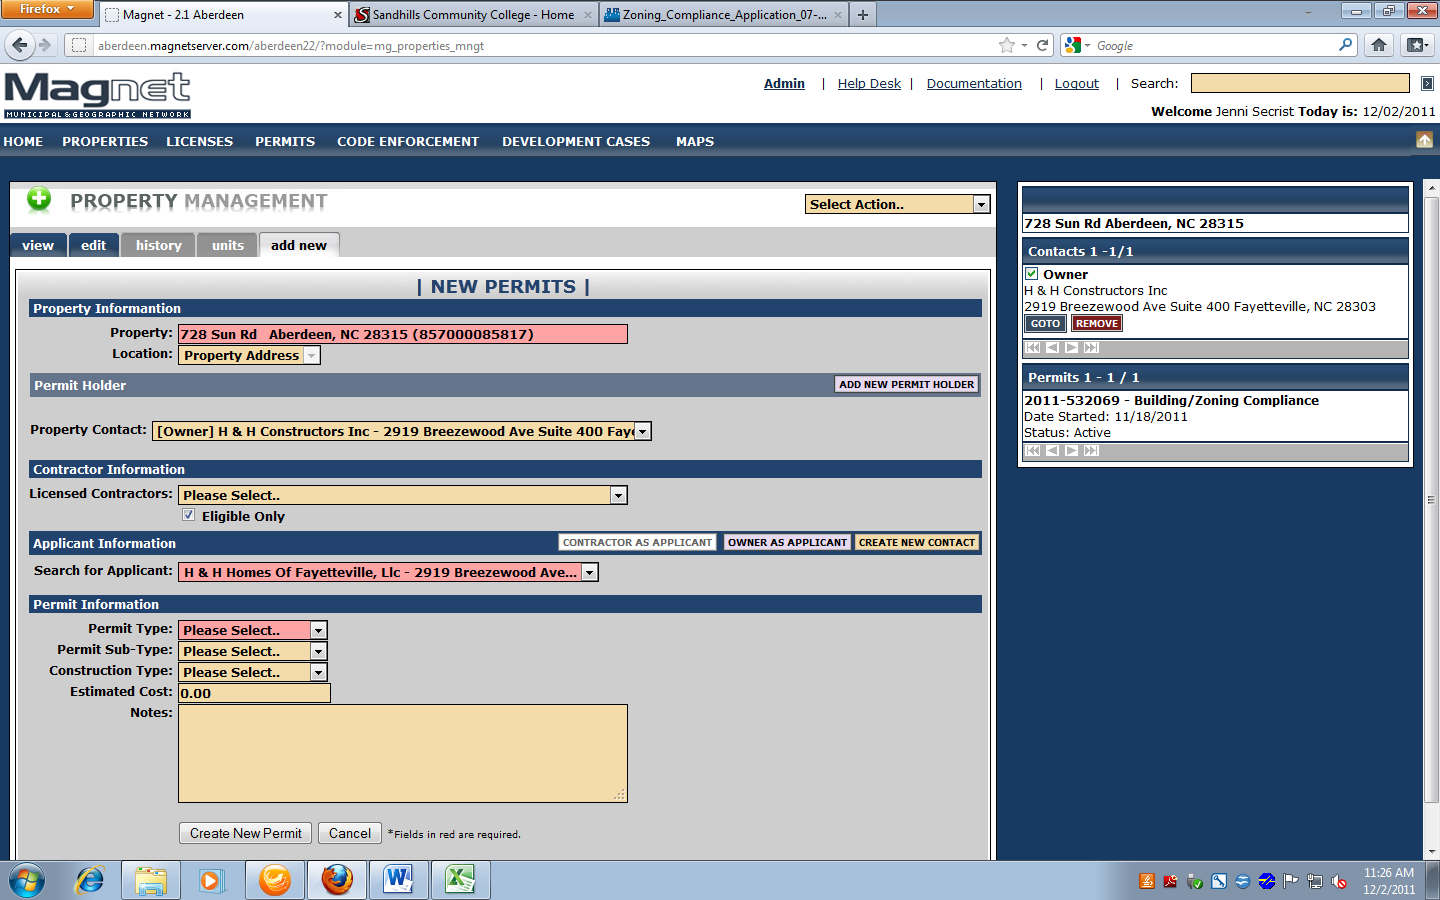 Firefox
Magnet - 2.1 Aberdeen
Sandhills Community College - Home
Zoning_Compliance_Application_07-...
aberdeen.magnetserver.com/aberdeen22/?module=mg_properties_mngt
Google
Magnet
MUNICIPAL & GEOGRAPHIC NETWORK
Admin | Help Desk | Documentation | Logout | Search:
Welcome Jenni Secrist Today is: 12/02/2011
HOME PROPERTIES LICENSES PERMITS CODE ENFORCEMENT DEVELOPMENT CASES MAPS
PROPERTY MANAGEMENT
Select Action..
view edit history units add new
| NEW PERMITS |
Property Informantion
Property: 728 Sun Rd Aberdeen, NC 28315 (857000085817)
Location: Property Address
Permit Holder
ADD NEW PERMIT HOLDER
Property Contact: [Owner] H & H Constructors Inc - 2919 Breezewood Ave Suite 400 Faye
Contractor Information
Licensed Contractors: Please Select..
Eligible Only
Applicant Information
CONTRACTOR AS APPLICANT OWNER AS APPLICANT CREATE NEW CONTACT
Search for Applicant: H & H Homes Of Fayetteville, Llc - 2919 Breezewood Ave...
Permit Information
Permit Type: Please Select..
Permit Sub-Type: Please Select..
Construction Type: Please Select..
Estimated Cost: 0.00
Notes:
Create New Permit Cancel *Fields in red are required.
728 Sun Rd Aberdeen, NC 28315
Contacts 1 -1/1
Owner
H & H Constructors Inc
2919 Breezewood Ave Suite 400 Fayetteville, NC 28303
GOTO REMOVE
Permits 1 - 1 / 1
2011-532069 - Building/Zoning Compliance
Date Started: 11/18/2011
Status: Active
11:26 AM
12/2/2011